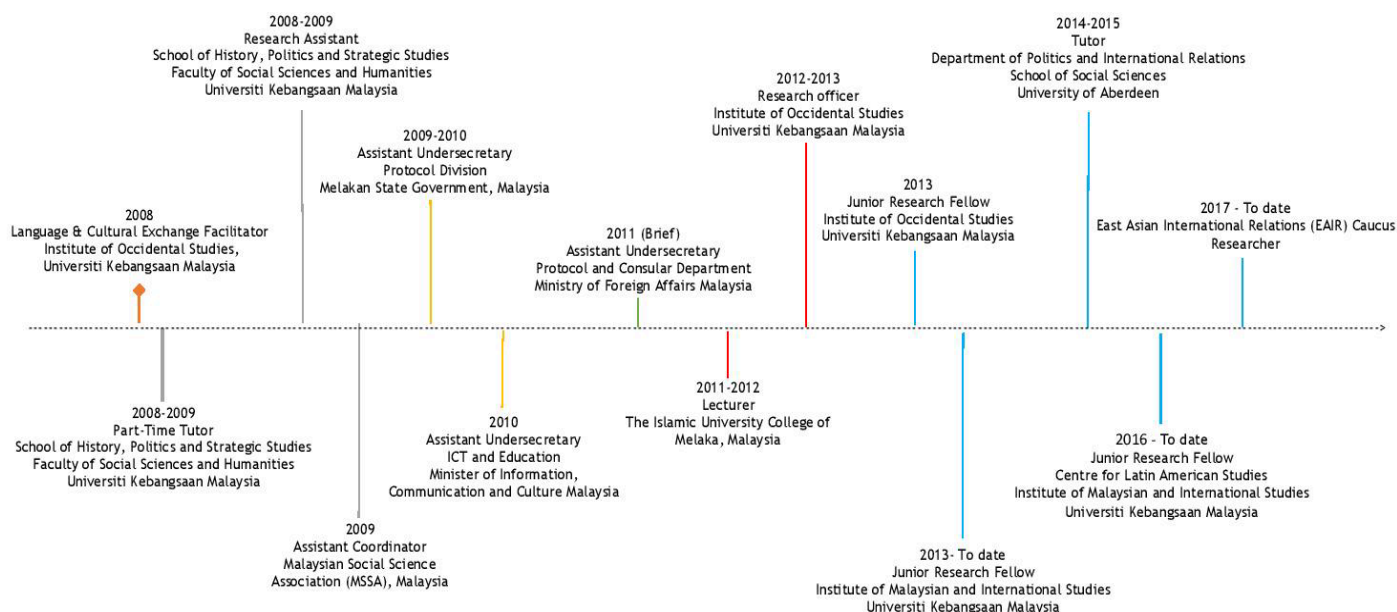 2008
Language & Cultural Exchange Facilitator
Institute of Occidental Studies,
Universiti Kebangsaan Malaysia
2008-2009
Part-Time Tutor
School of History, Politics and Strategic Studies
Faculty of Social Sciences and Humanities
Universiti Kebangsaan Malaysia
2008-2009
Research Assistant
School of History, Politics and Strategic Studies
Faculty of Social Sciences and Humanities
Universiti Kebangsaan Malaysia
2009
Assistant Coordinator
Malaysian Social Science
Association (MSSA), Malaysia
2009-2010
Assistant Undersecretary
Protocol Division
Melakan State Government, Malaysia
2010
Assistant Undersecretary
ICT and Education
Minister of Information,
Communication and Culture Malaysia
2011 (Brief)
Assistant Undersecretary
Protocol and Consular Department
Ministry of Foreign Affairs Malaysia
2011-2012
Lecturer
The Islamic University College of
Melaka, Malaysia
2012-2013
Research officer
Institute of Occidental Studies
Universiti Kebangsaan Malaysia
2013
Junior Research Fellow
Institute of Occidental Studies
Universiti Kebangsaan Malaysia
2013- To date
Junior Research Fellow
Institute of Malaysian and International Studies
Universiti Kebangsaan Malaysia
2014-2015
Tutor
Department of Politics and International Relations
School of Social Sciences
University of Aberdeen
2016 - To date
Junior Research Fellow
Centre for Latin American Studies
Institute of Malaysian and International Studies
Universiti Kebangsaan Malaysia
2017 - To date
East Asian International Relations (EAIR) Caucus
Researcher